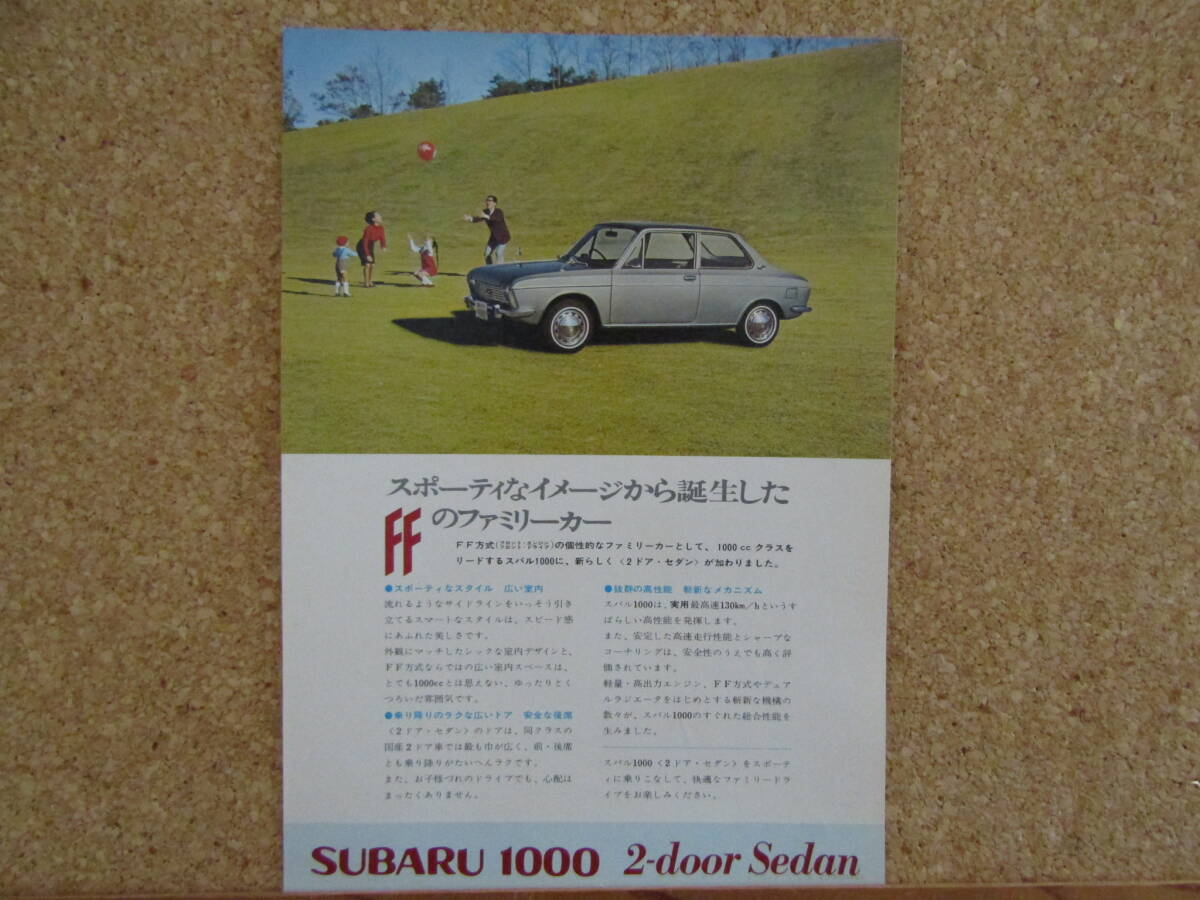 スポーティなイメージから誕生した
FFのファミリーカー
FF方式(フロント・エンジン フロント・ドライブ)の個性的なファミリーカーとして、1000ccクラスを
リードするスバル1000に、新らしく〈2ドア・セダン〉が加わりました。
●スポーティなスタイル 広い室内
流れるようなサイドラインをいっそう引き
立てるスマートなスタイルは、スピード感
にあふれた美しさです。
外観にマッチしたシックな室内デザインと、
FF方式ならではの広い室内スペースは、
とても1000ccとは思えない、ゆったりとく
つろいだ雰囲気です。
●乗り降りのラクな広いドア 安全な後席
〈2ドア・セダン〉のドアは、同クラスの
国産2ドア車では最も巾が広く、前・後席
とも乗り降りがたいへんラクです。
また、お子様づれのドライブでも、心配は
まったくありません。
●抜群の高性能 斬新なメカニズム
スバル1000は、実用最高速130km/hというす
ばらしい高性能を発揮します。
また、安定した高速走行性能とシャープな
コーナリングは、安全性のうえでも高く評
価されています。
軽量・高出力エンジン、FF方式やデュア
ルラジエータをはじめとする斬新な機構の
数々が、スバル1000のすぐれた総合性能を
生みました。
スバル1000〈2ドア・セダン〉をスポーテ
ィに乗りこなして、快適なファミリードラ
イブをお楽しみください。
SUBARU 1000 2-door Sedan